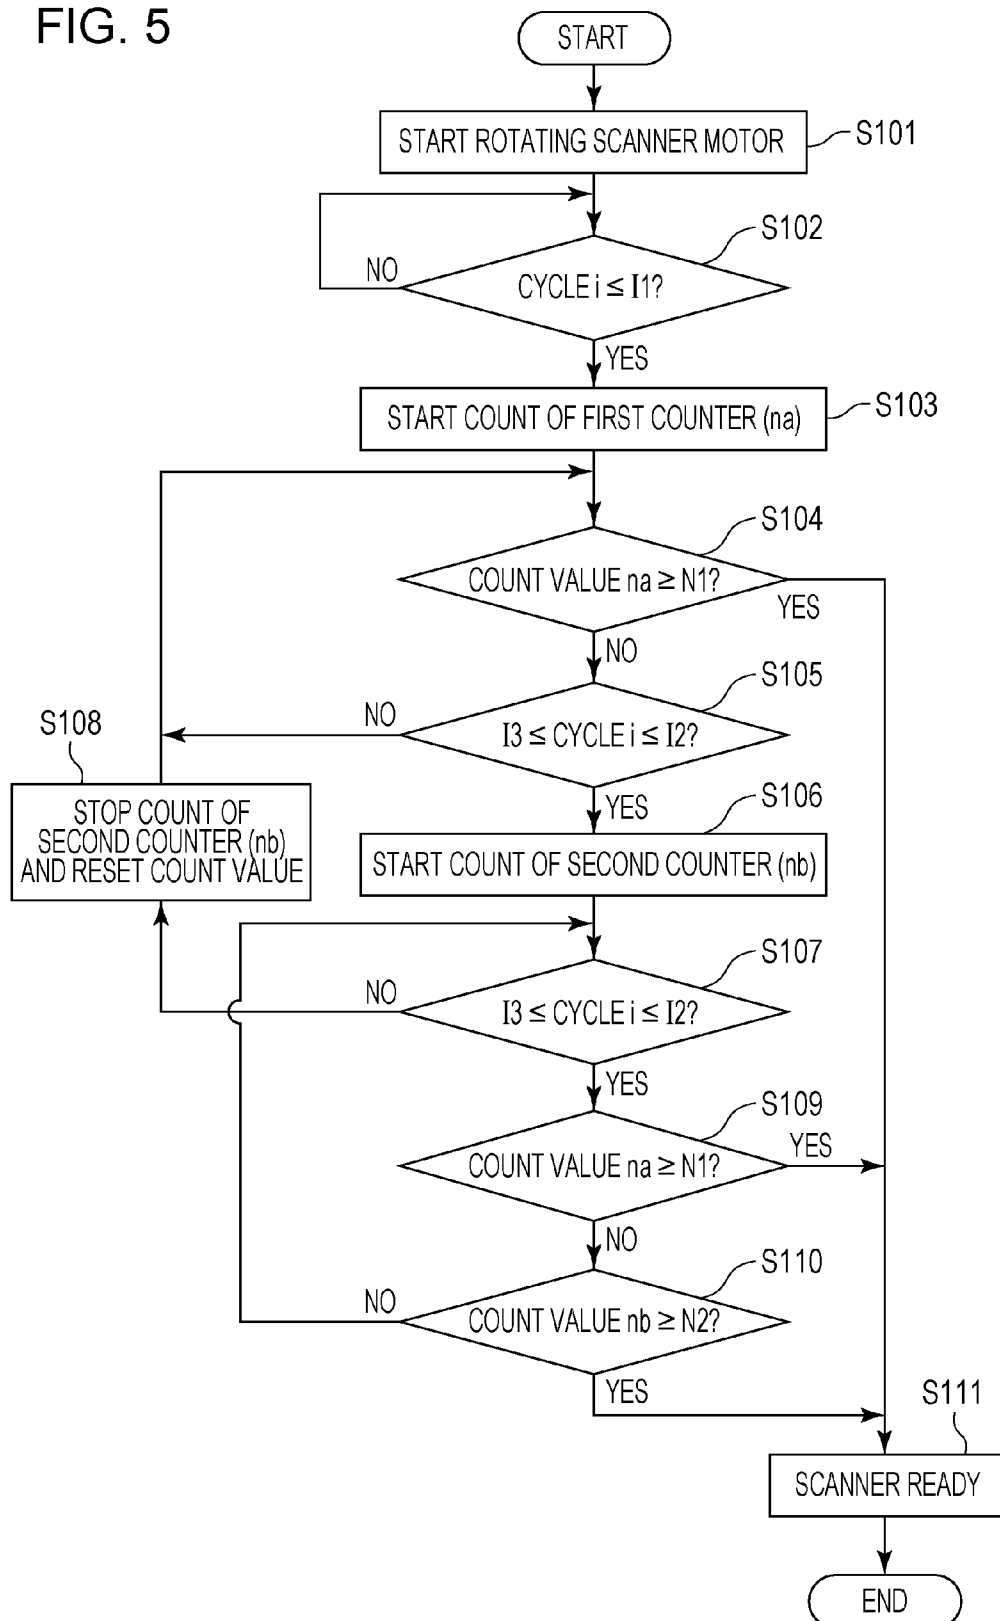 FIG. 5
START
START ROTATING SCANNER MOTOR
S101
S102
CYCLE i ≤ I1?
NO
YES
START COUNT OF FIRST COUNTER (na)
S103
S104
COUNT VALUE na ≥ N1?
YES
NO
S105
I3 ≤ CYCLE i ≤ I2?
NO
YES
S108
STOP COUNT OF
SECOND COUNTER (nb)
AND RESET COUNT VALUE
S106
START COUNT OF SECOND COUNTER (nb)
S107
I3 ≤ CYCLE i ≤ I2?
NO
YES
S109
COUNT VALUE na ≥ N1?
YES
NO
S110
COUNT VALUE nb ≥ N2?
NO
YES
S111
SCANNER READY
END